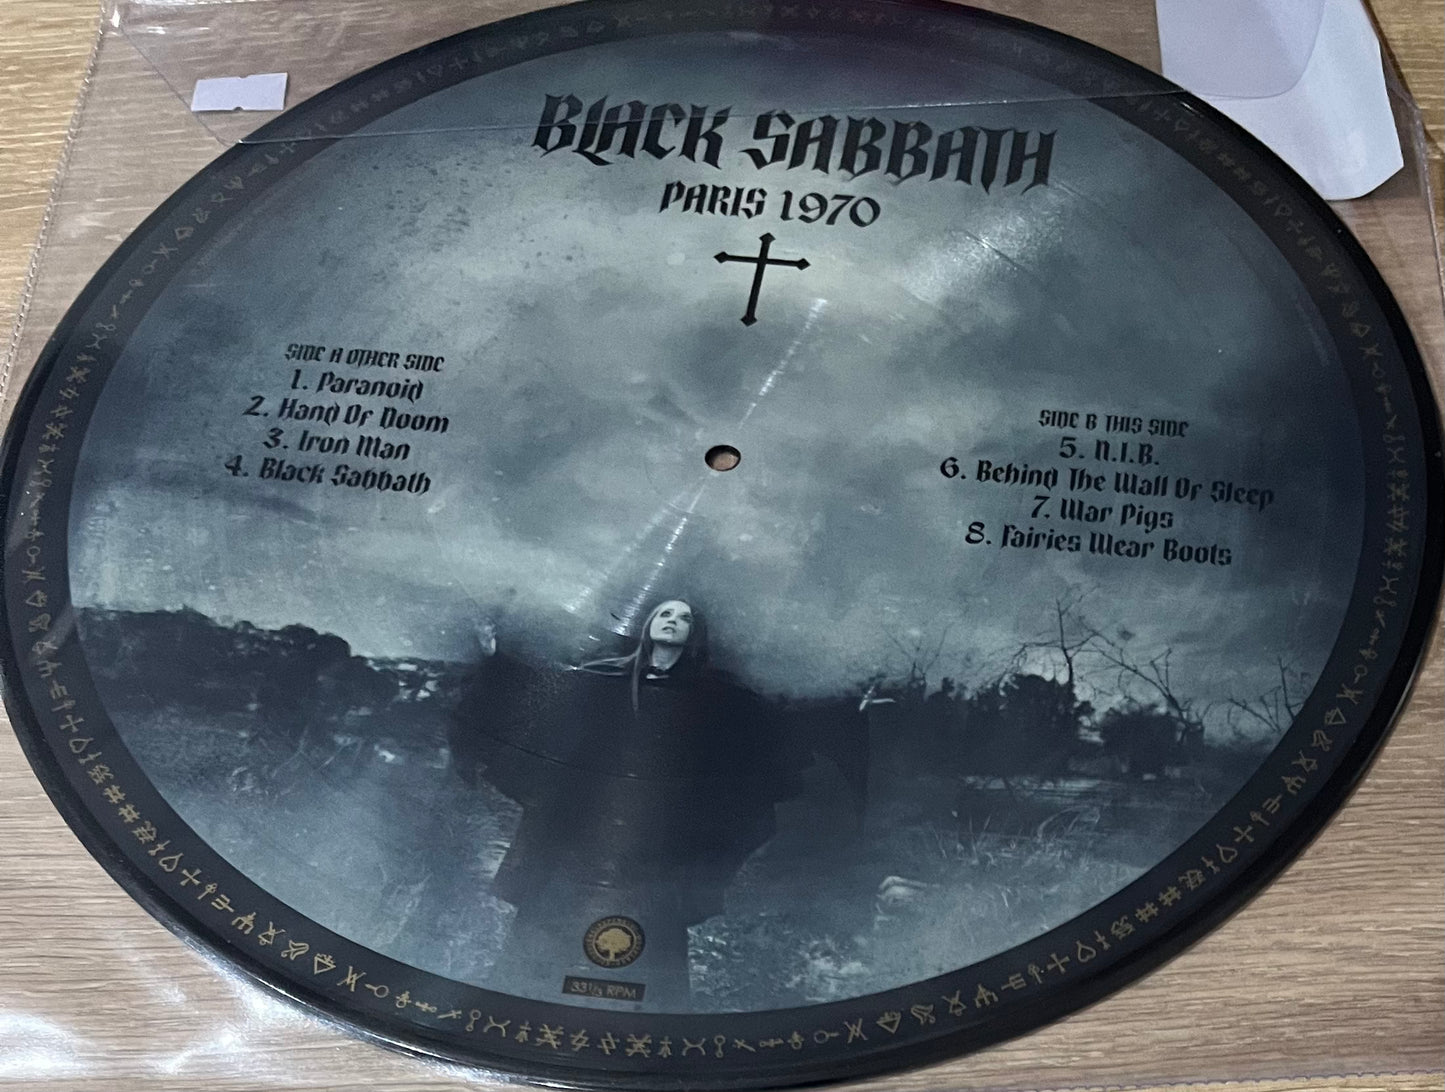 BLACK SABBATH
PARIS 1970
SIDE A OTHER SIDE
1. Paranoid
2. Hand Of Doom
3. Iron Man
4. Black Sabbath
SIDE B THIS SIDE
5. N.I.B.
6. Behind The Wall Of Sleep
7. War Pigs
8. Fairies Wear Boots
33⅓ RPM